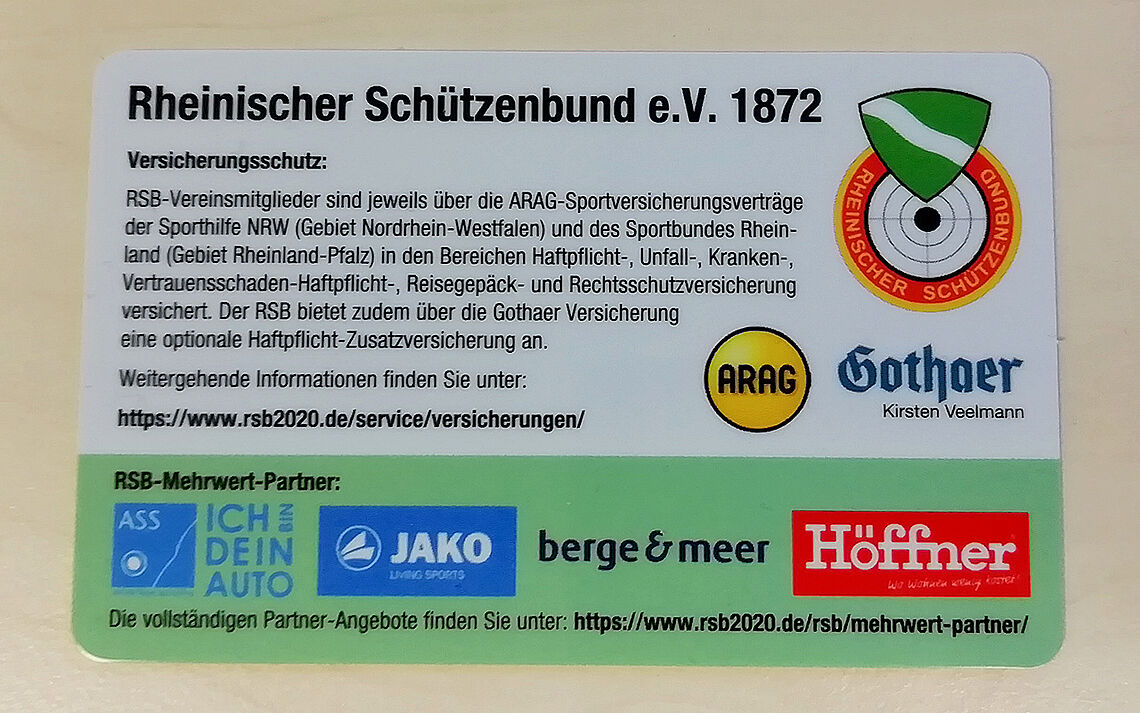 Rheinischer Schützenbund e.V. 1872
Versicherungsschutz:
RSB-Vereinsmitglieder sind jeweils über die ARAG-Sportversicherungsverträge
der Sporthilfe NRW (Gebiet Nordrhein-Westfalen) und des Sportbundes Rhein-
land (Gebiet Rheinland-Pfalz) in den Bereichen Haftpflicht-, Unfall-, Kranken-,
Vertrauensschaden-Haftpflicht-, Reisegepäck- und Rechtsschutzversicherung
versichert. Der RSB bietet zudem über die Gothaer Versicherung
eine optionale Haftpflicht-Zusatzversicherung an.
Weitergehende Informationen finden Sie unter:
https://www.rsb2020.de/service/versicherungen/
RHEINISCHER SCHÜTZENBUND
ARAG
Gothaer
Kirsten Veelmann
RSB-Mehrwert-Partner:
ASS
ICH BIN
DEIN
AUTO
JAKO
LIVING SPORTS
berge & meer
Höffner
Wo Wohnen wenig kostet!
Die vollständigen Partner-Angebote finden Sie unter: https://www.rsb2020.de/rsb/mehrwert-partner/